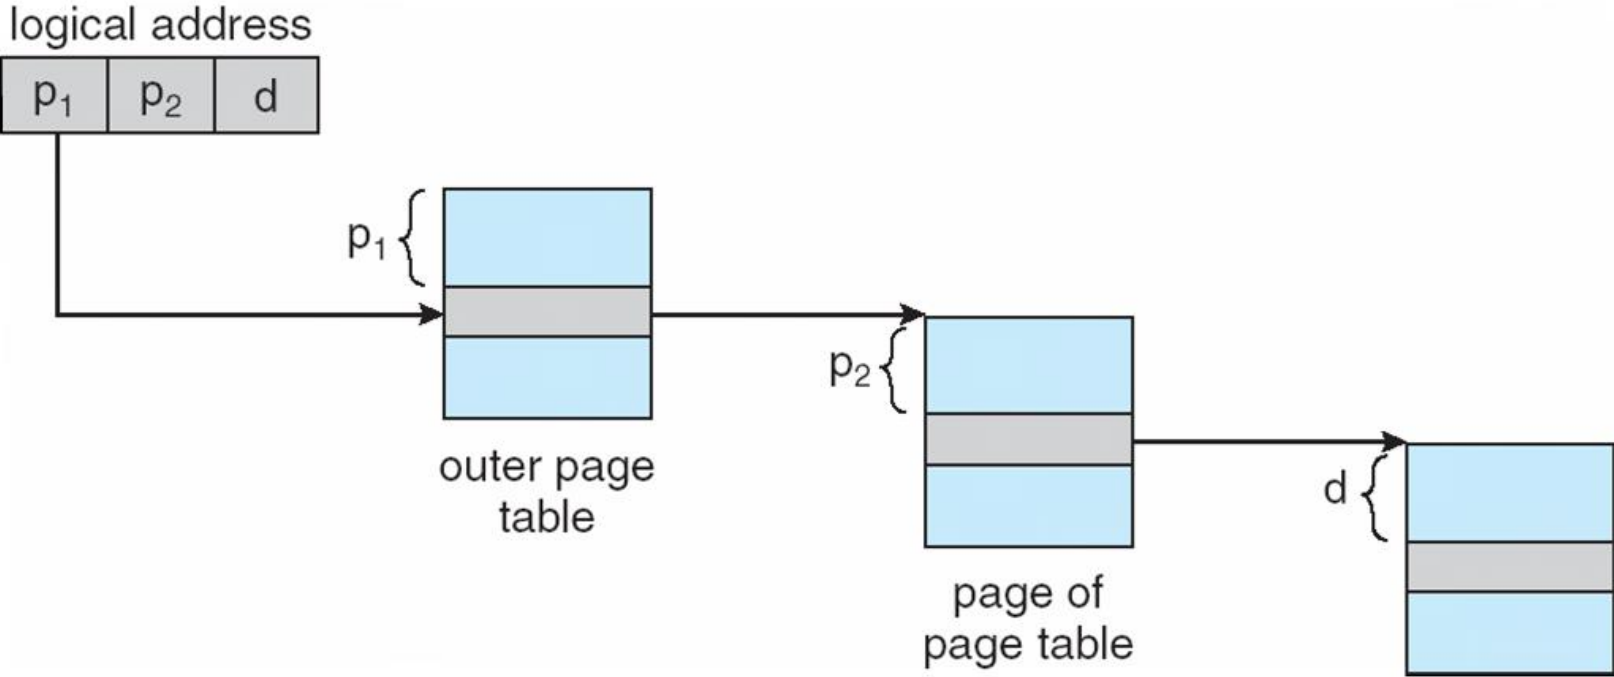 logical address
p₁ p₂ d
p₁
p₂
d
outer page
table
page of
page table